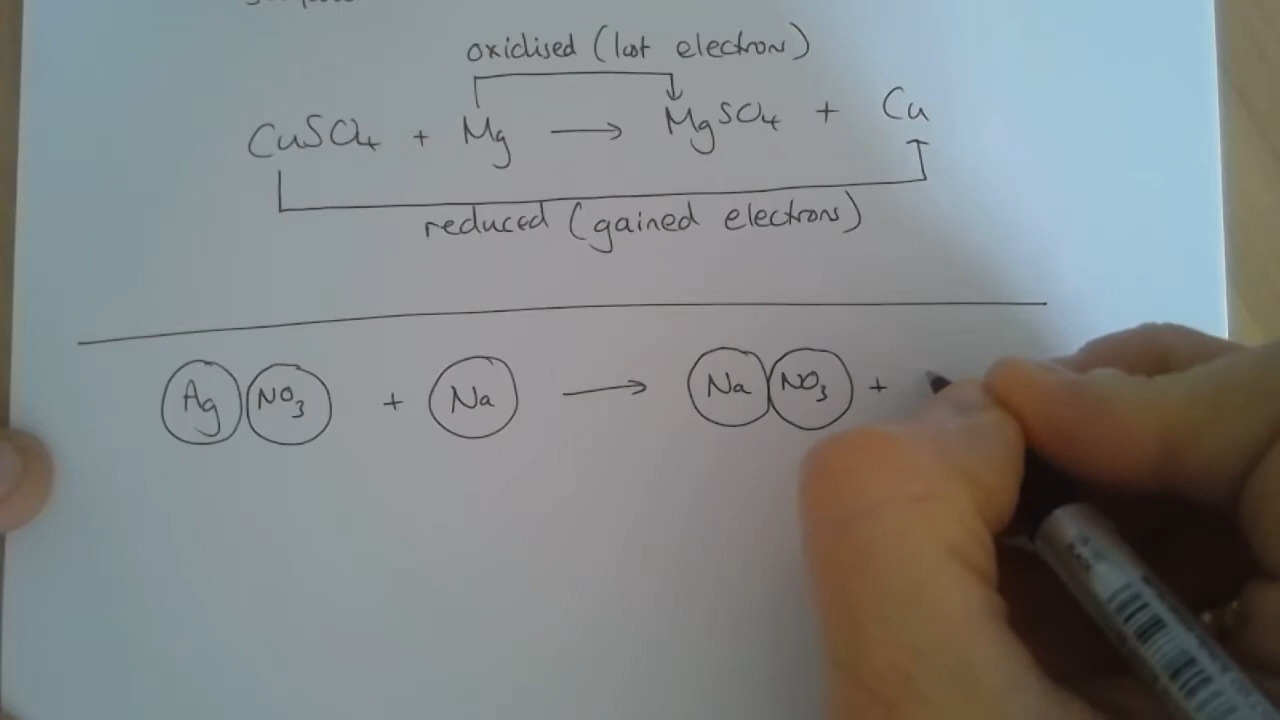 oxidised (lost electron)
CuSO4 + Mg → MgSO4 + Cu
reduced (gained electrons)
Ag NO3 + Na → Na NO3 +